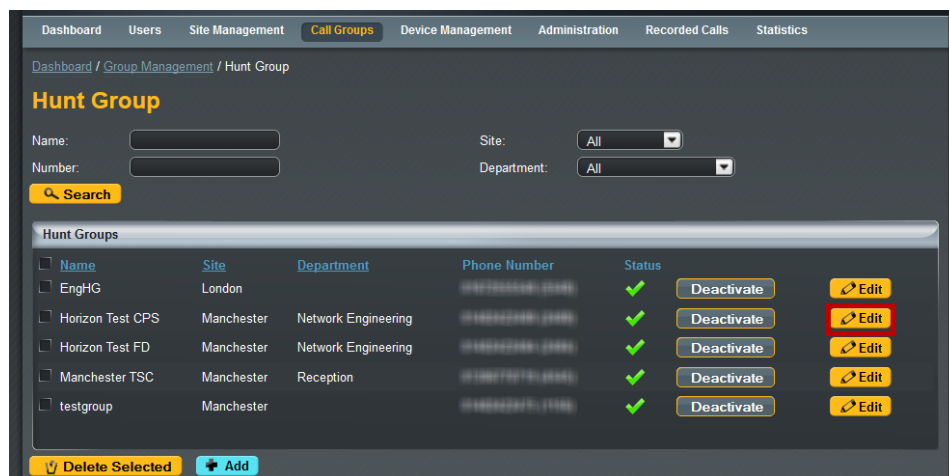 Dashboard Users Site Management Call Groups Device Management Administration Recorded Calls Statistics
Dashboard / Group Management / Hunt Group
Hunt Group
Name: Site: All
Number: Department: All
Search
Hunt Groups
Name Site Department Phone Number Status
EngHG London Deactivate Edit
Horizon Test CPS Manchester Network Engineering Deactivate Edit
Horizon Test FD Manchester Network Engineering Deactivate Edit
Manchester TSC Manchester Reception Deactivate Edit
testgroup Manchester Deactivate Edit
Delete Selected Add